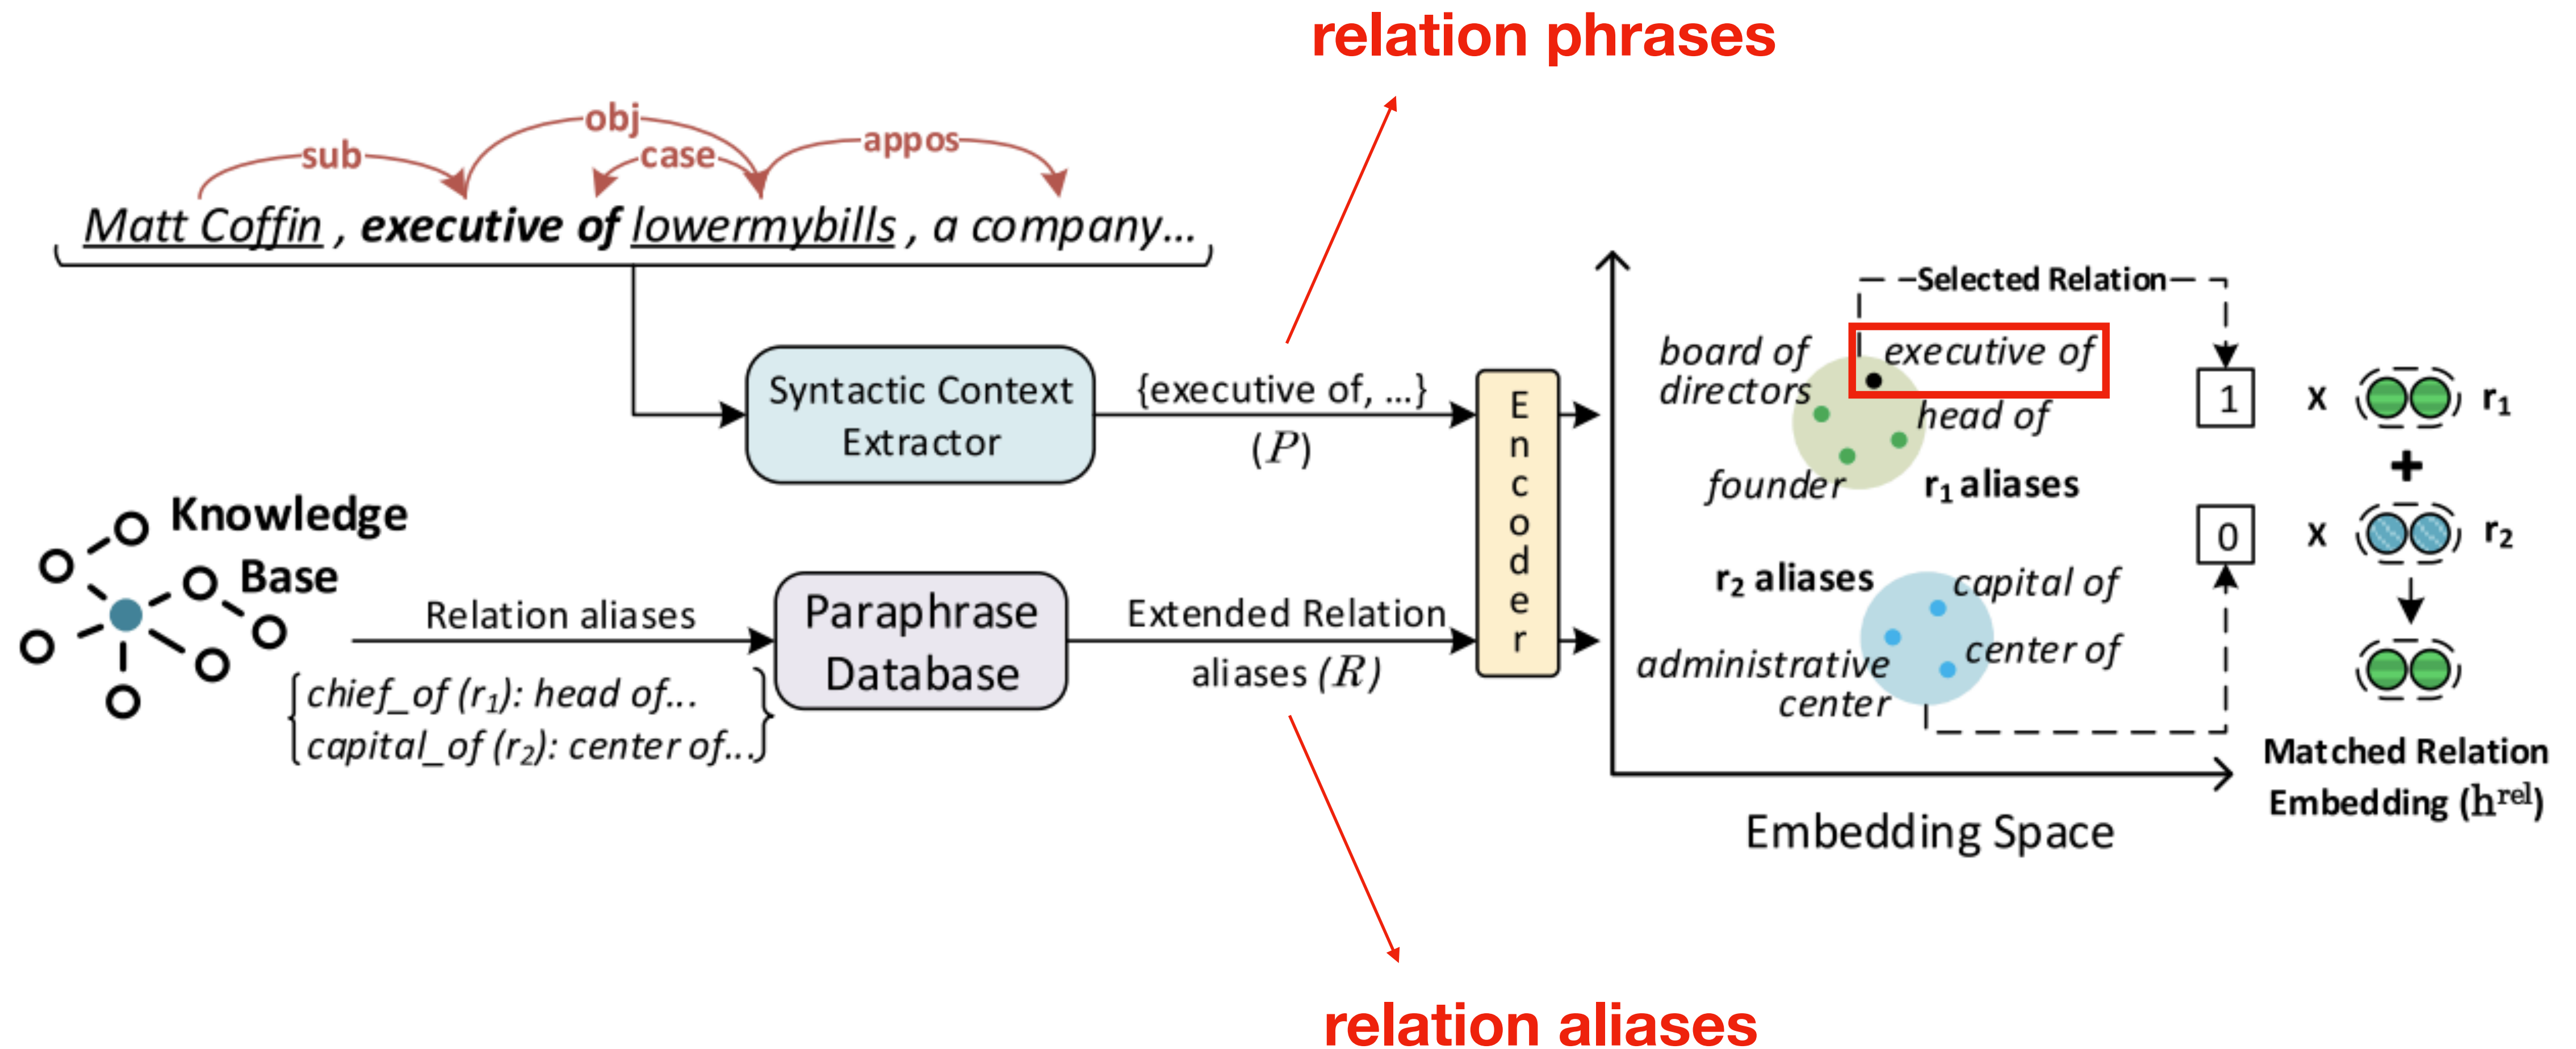 relation phrases
sub
obj
case
appos
Matt Coffin , executive of lowermybills , a company...
Syntactic Context
Extractor
{executive of, ...}
(P)
Knowledge
Base
Relation aliases
chief_of (r1): head of...
capital_of (r2): center of...
Paraphrase
Database
Extended Relation
aliases (R)
Encoder
Selected Relation
board of
directors
executive of
head of
founder
r1 aliases
r2 aliases
capital of
center of
administrative
center
Embedding Space
1
x
r1
+
0
x
r2
Matched Relation
Embedding (h^rel)
relation aliases